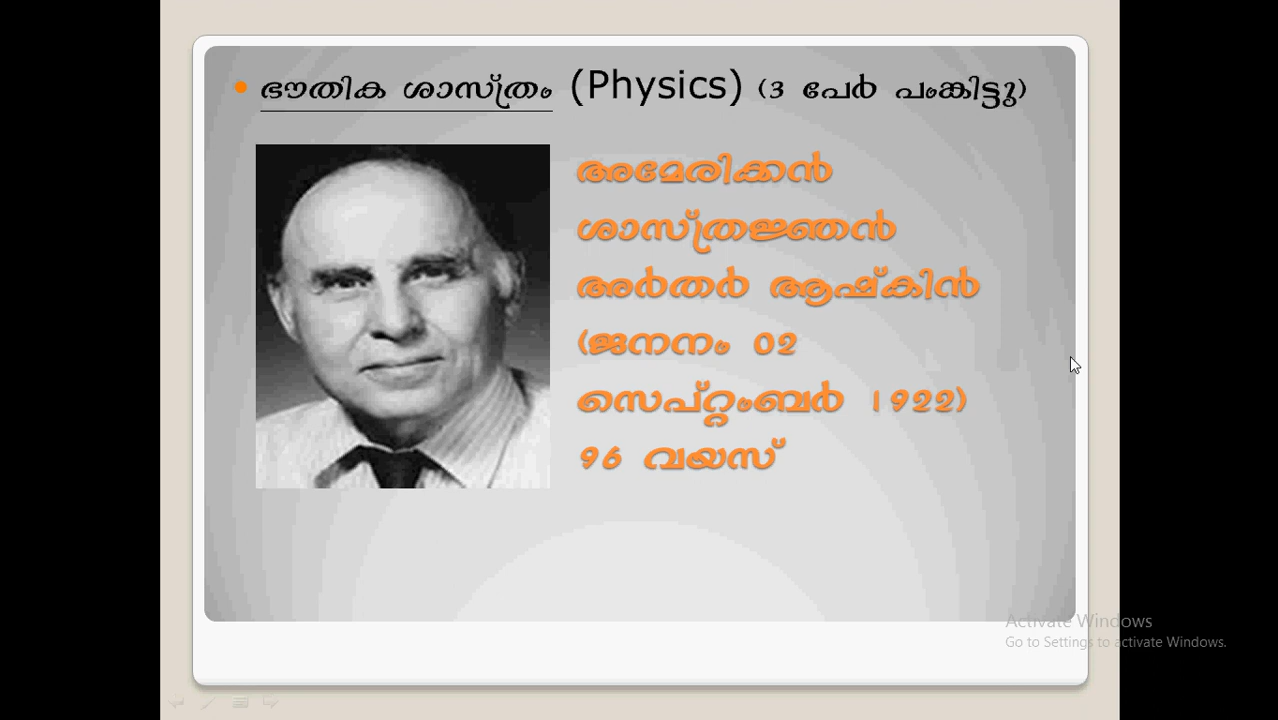 ഭൗതിക ശാസ്ത്രം (Physics) (3 പേർ പംങ്കിട്ടു)
അമേരിക്കൻ
ശാസ്ത്രജ്ഞൻ
അർതർ ആഷ്കിൻ
(ജനനം 02
സെപ്റ്റംബർ 1922)
96 വയസ്
Activate Windows
Go to Settings to activate Windows.